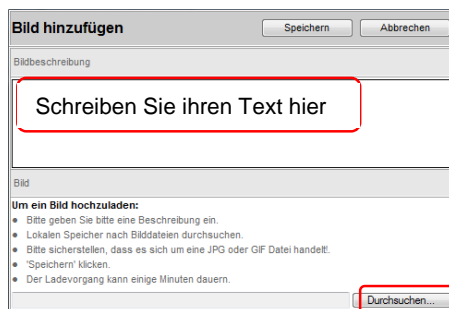 Bild hinzufügen Speichern Abbrechen
Bildbeschreibung
Schreiben Sie ihren Text hier
Bild
Um ein Bild hochzuladen:
• Bitte geben Sie bitte eine Beschreibung ein.
• Lokalen Speicher nach Bilddateien durchsuchen.
• Bitte sicherstellen, dass es sich um eine JPG oder GIF Datei handelt!.
• 'Speichern' klicken.
• Der Ladevorgang kann einige Minuten dauern.
Durchsuchen...